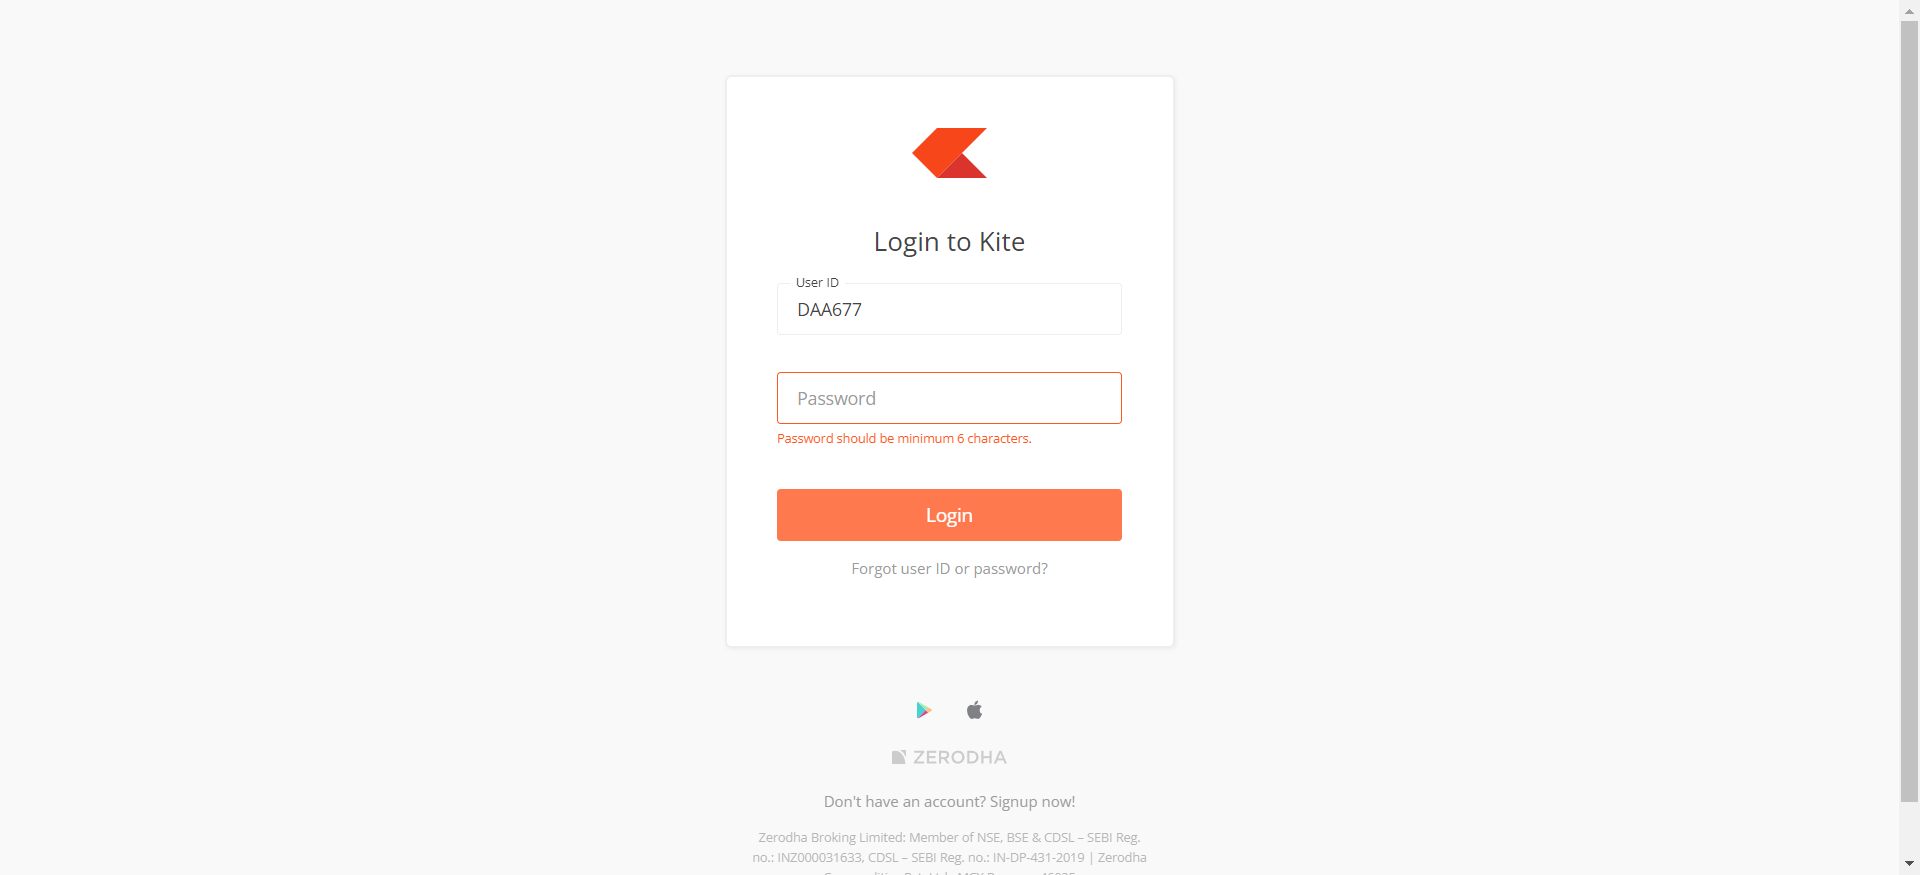 Login to Kite
User ID
DAA677
Password
Password should be minimum 6 characters.
Login
Forgot user ID or password?
ZERODHA
Don't have an account? Signup now!
Zerodha Broking Limited: Member of NSE, BSE & CDSL – SEBI Reg.
no.: INZ000031633, CDSL – SEBI Reg. no.: IN-DP-431-2019 | Zerodha